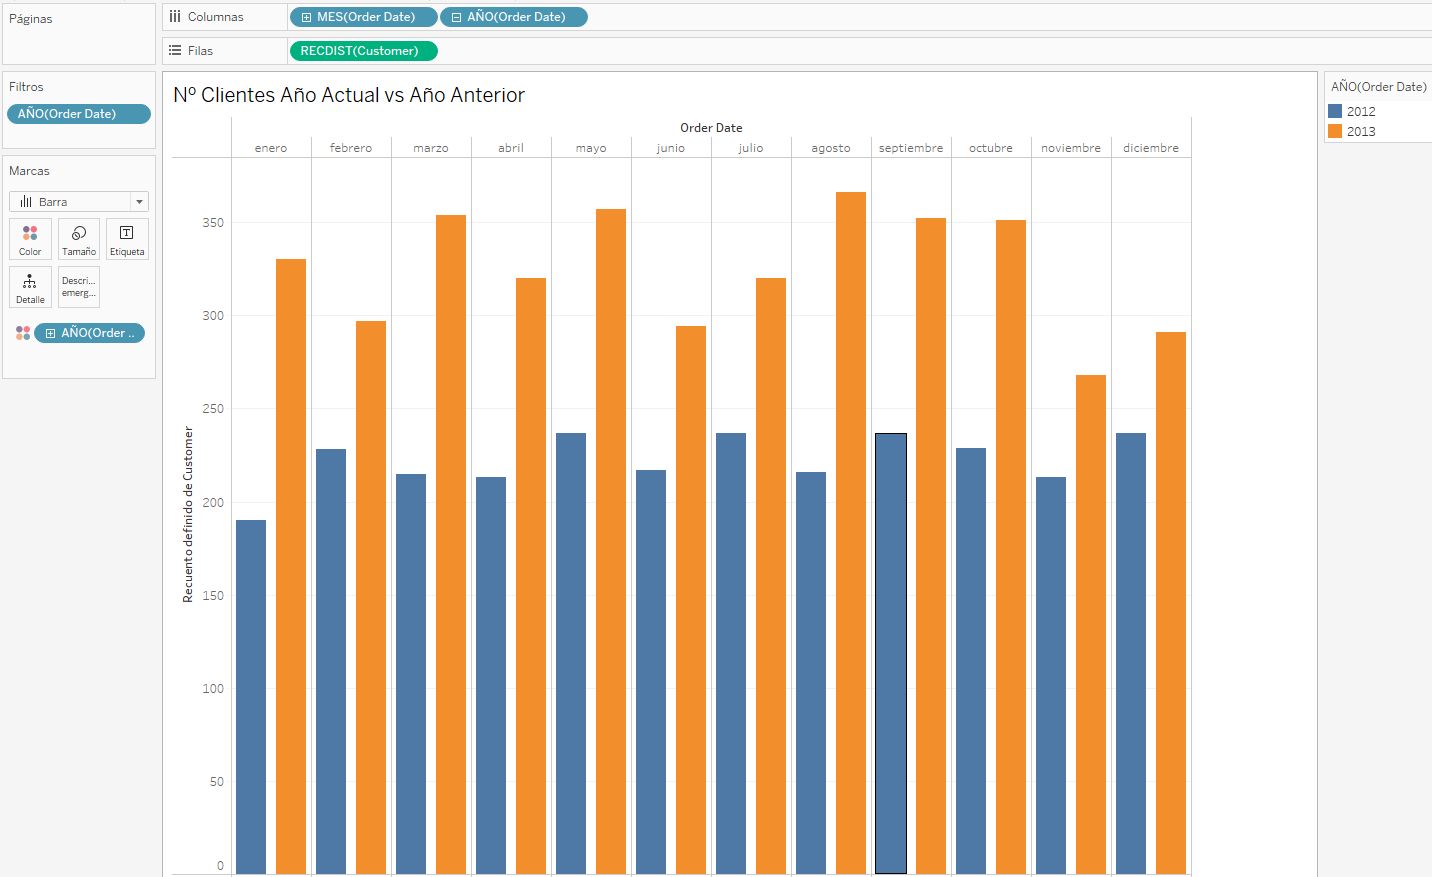 Páginas
Columnas
MES(Order Date)
AÑO(Order Date)
Filas
RECDIST(Customer)
Filtros
AÑO(Order Date)
Marcas
Barra
Color
Tamaño
Etiqueta
Detalle
Descri...
emerg...
AÑO(Order ..
Nº Clientes Año Actual vs Año Anterior
Order Date
enero febrero marzo abril mayo junio julio agosto septiembre octubre noviembre diciembre
Recuento definido de Customer
350
300
250
200
150
100
50
0
AÑO(Order Date)
2012
2013